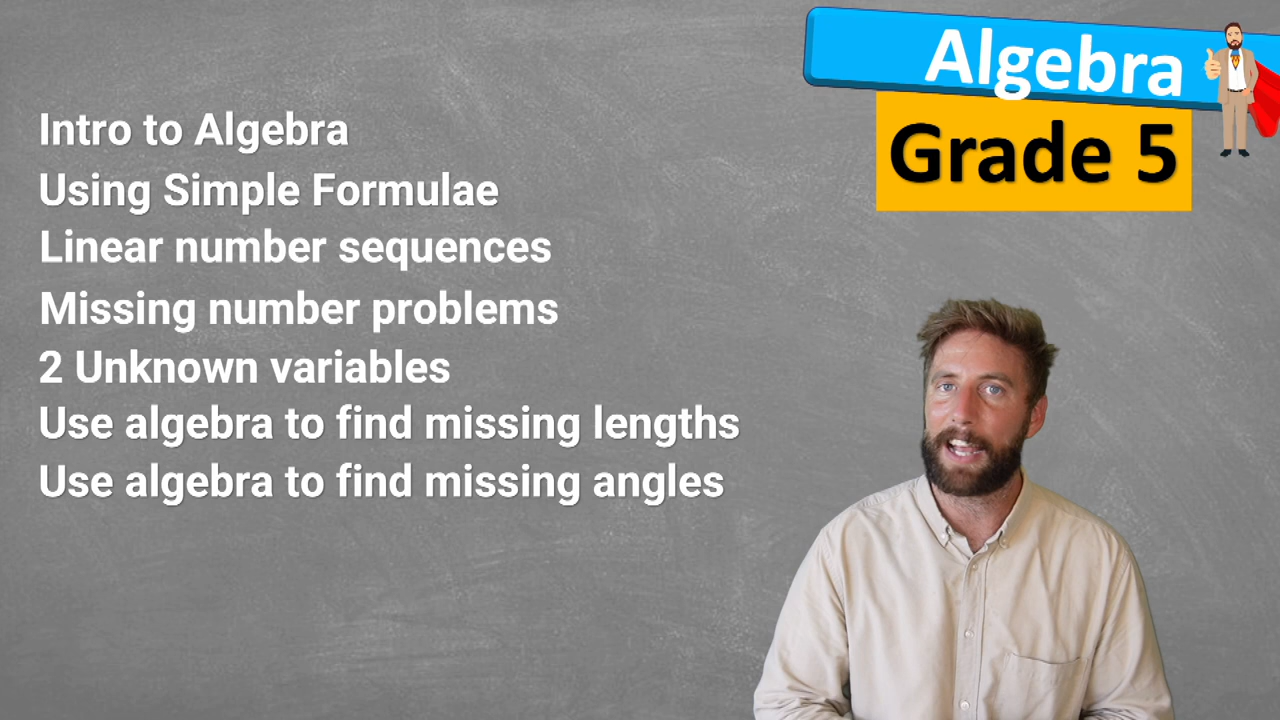 Algebra
Grade 5
Intro to Algebra
Using Simple Formulae
Linear number sequences
Missing number problems
2 Unknown variables
Use algebra to find missing lengths
Use algebra to find missing angles